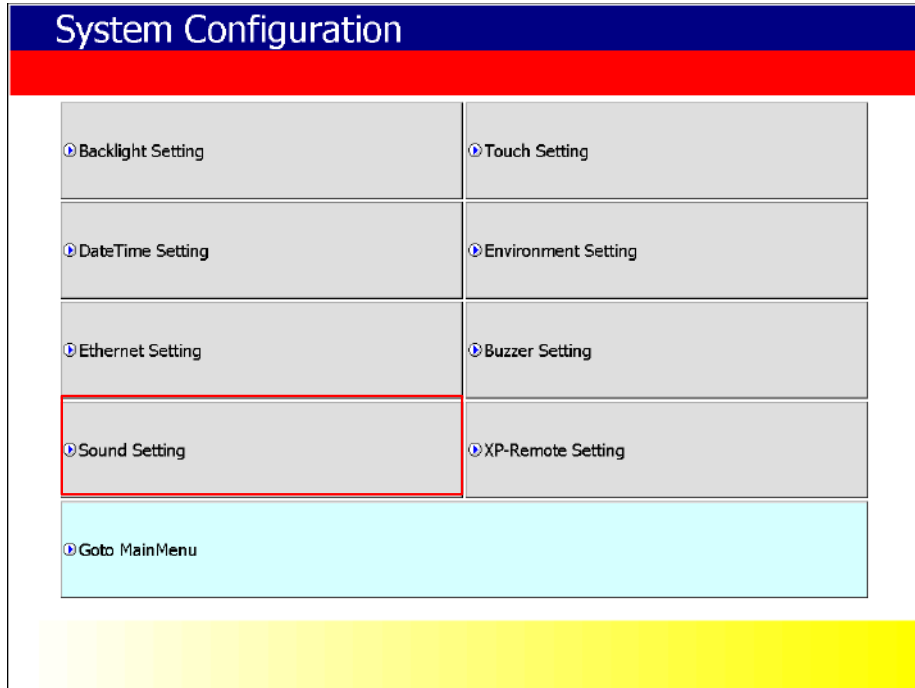 System Configuration
Backlight Setting
Touch Setting
DateTime Setting
Environment Setting
Ethernet Setting
Buzzer Setting
Sound Setting
XP-Remote Setting
Goto MainMenu